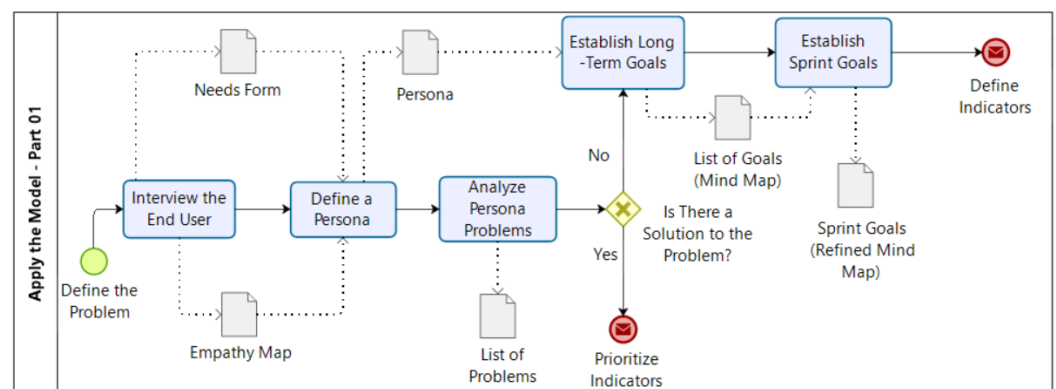 Apply the Model - Part 01
Define the
Problem
Interview the
End User
Needs Form
Empathy Map
Define a
Persona
Persona
Analyze
Persona
Problems
List of
Problems
Is There a
Solution to the
Problem?
No
Yes
Prioritize
Indicators
Establish Long
-Term Goals
List of Goals
(Mind Map)
Establish
Sprint Goals
Sprint Goals
(Refined Mind
Map)
Define
Indicators